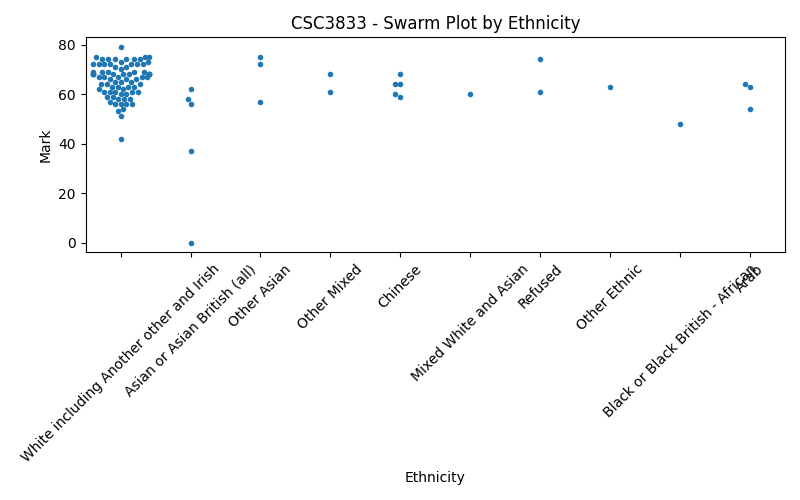 CSC3833 - Swarm Plot by Ethnicity
80
60
40
20
0
Mark
White including Another other and Irish
Asian or Asian British (all)
Other Asian
Other Mixed
Chinese
Mixed White and Asian
Refused
Other Ethnic
Black or Black British - African
Arab
Ethnicity